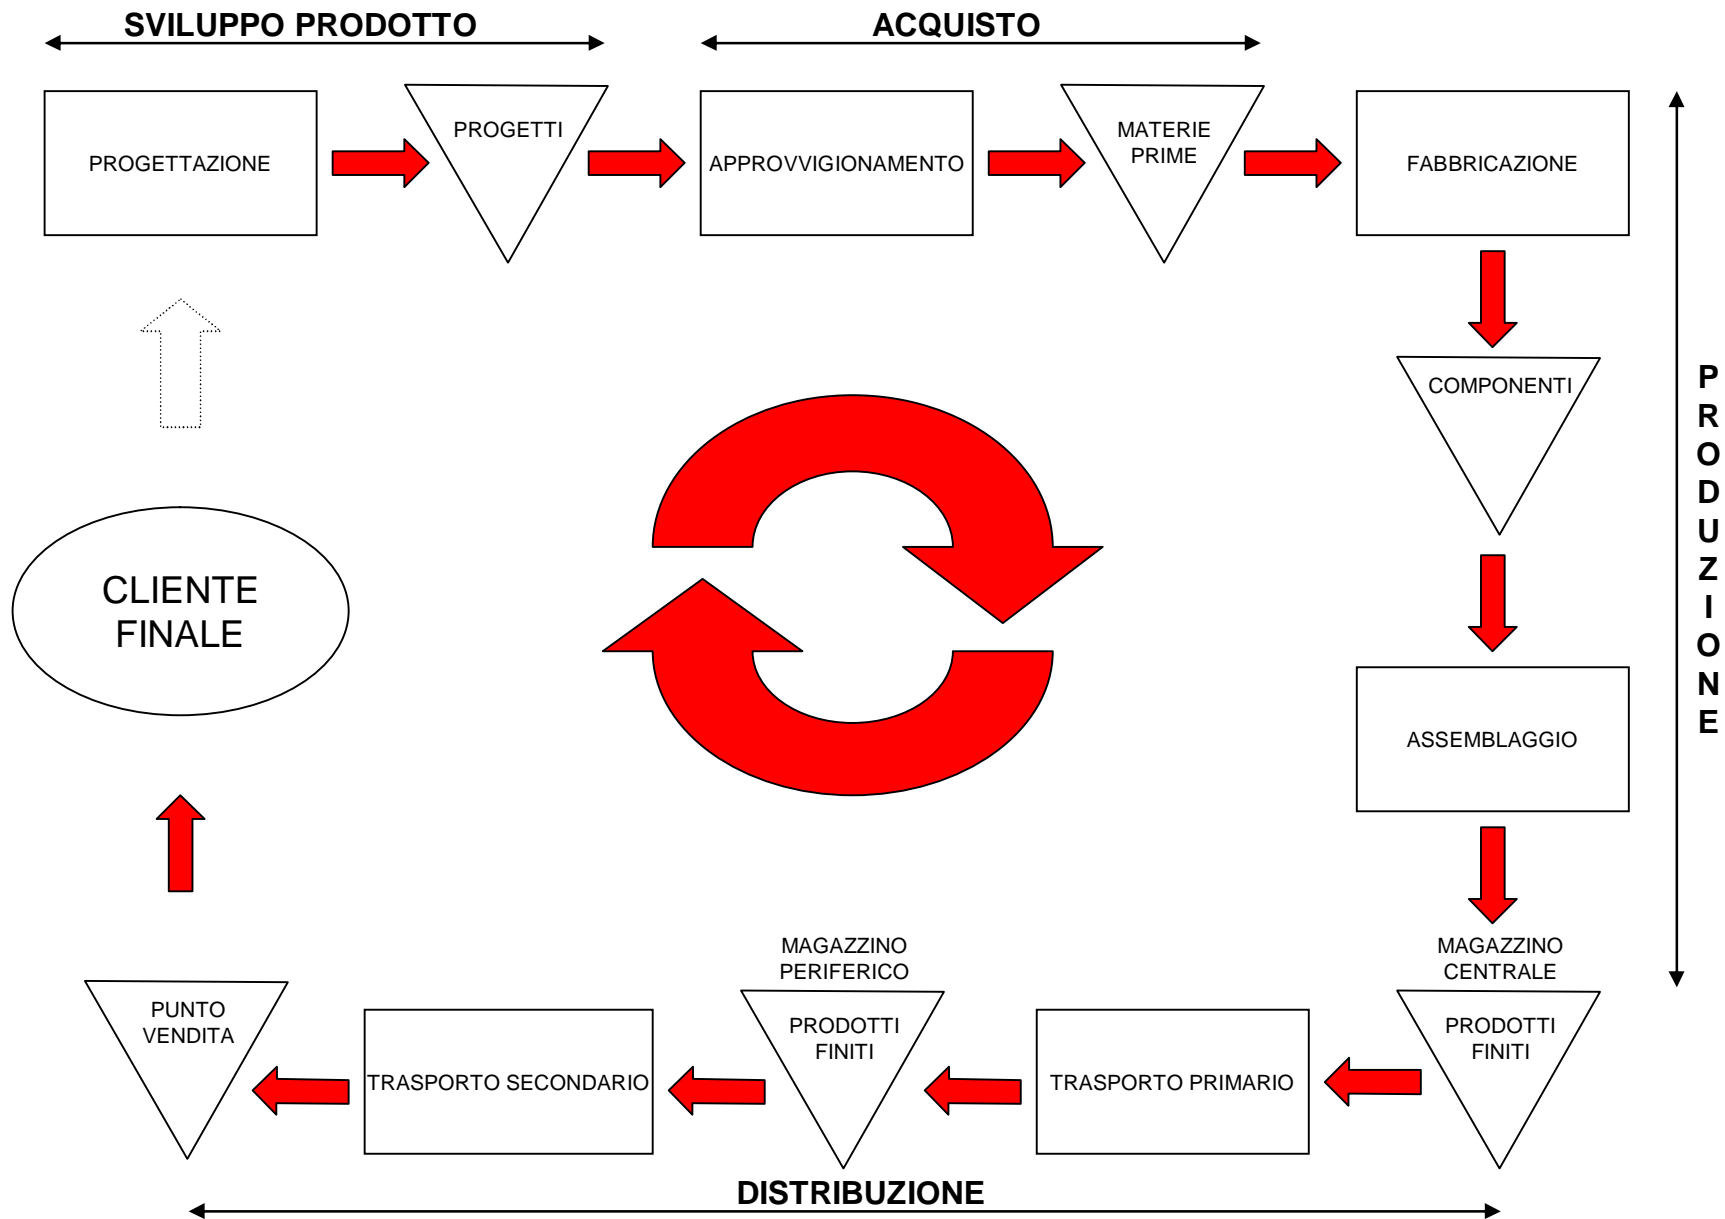 SVILUPPO PRODOTTO
ACQUISTO
PROGETTAZIONE
PROGETTI
APPROVVIGIONAMENTO
MATERIE
PRIME
FABBRICAZIONE
COMPONENTI
PRODUZIONE
CLIENTE
FINALE
ASSEMBLAGGIO
MAGAZZINO
CENTRALE
PRODOTTI
FINITI
TRASPORTO PRIMARIO
MAGAZZINO
PERIFERICO
PRODOTTI
FINITI
TRASPORTO SECONDARIO
PUNTO
VENDITA
DISTRIBUZIONE